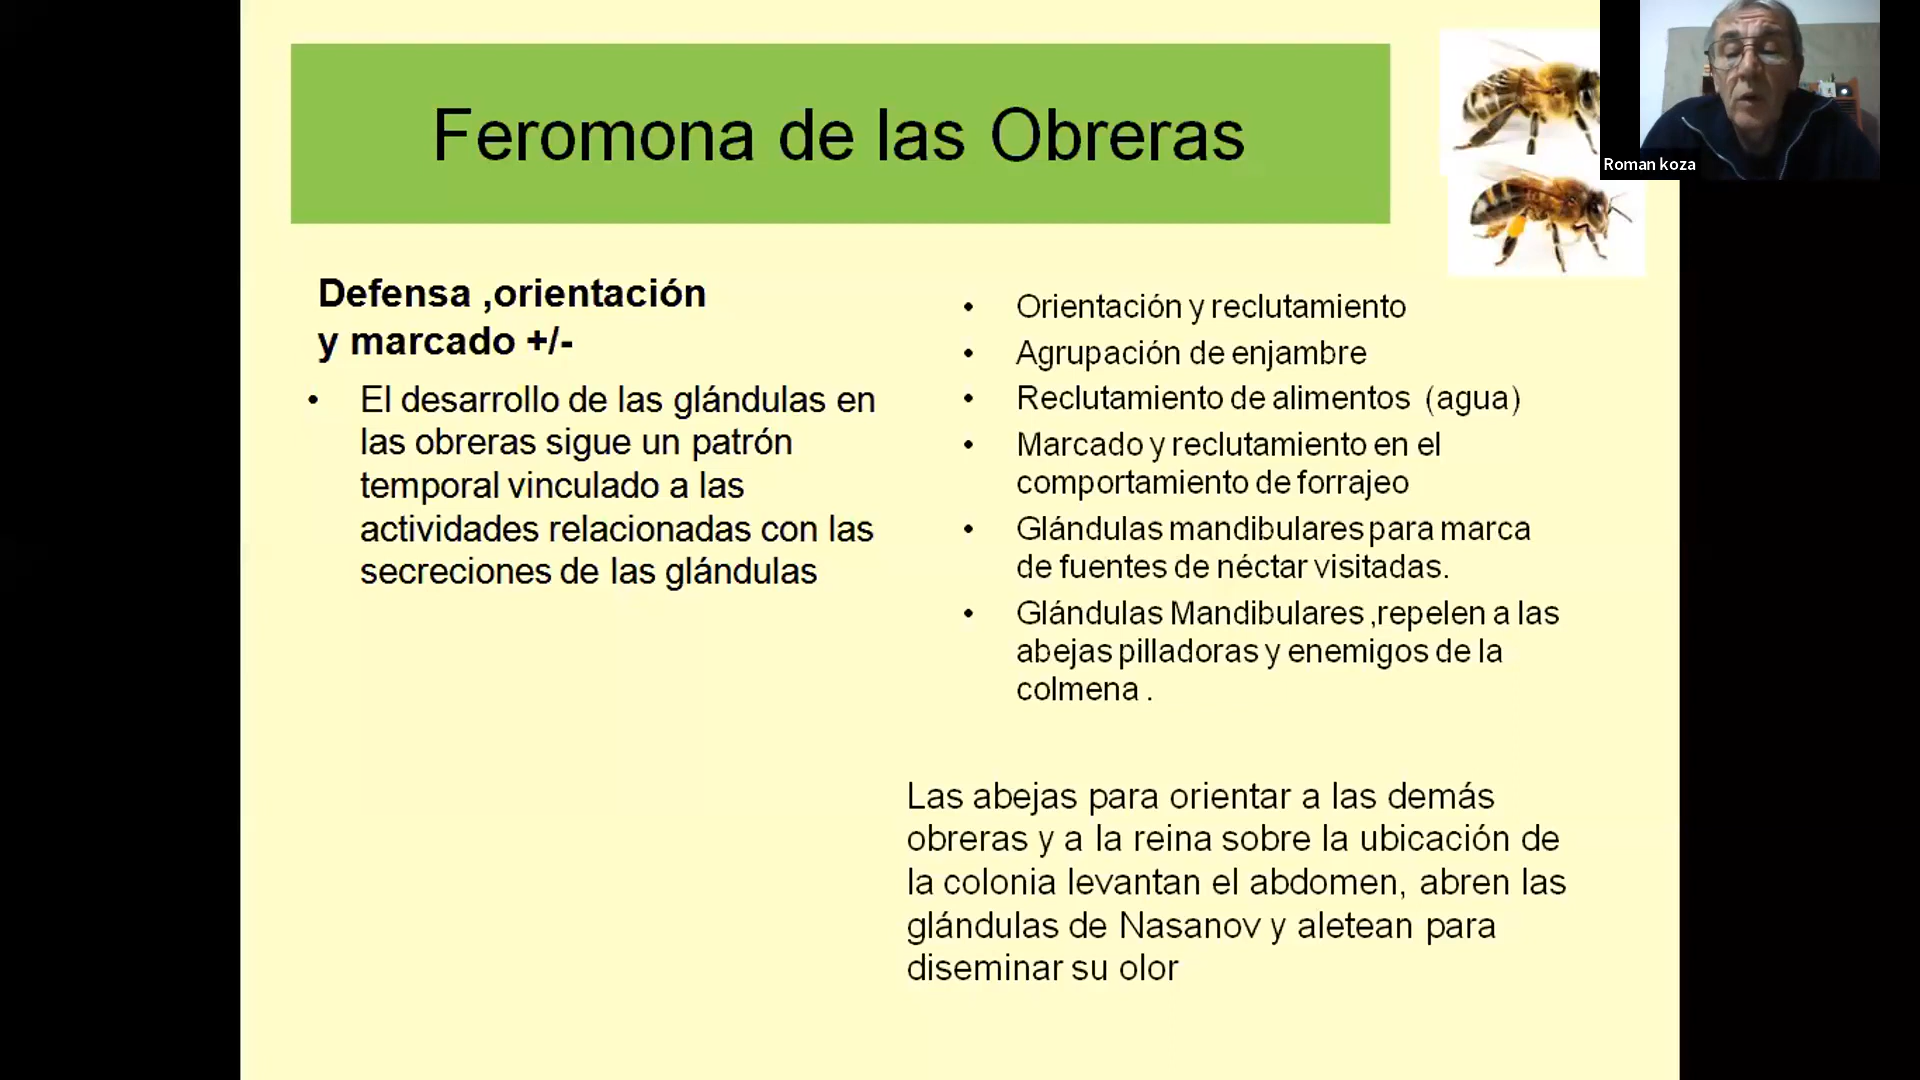 Feromona de las Obreras
Roman koza
Defensa ,orientación
y marcado +/-
• El desarrollo de las glándulas en
las obreras sigue un patrón
temporal vinculado a las
actividades relacionadas con las
secreciones de las glándulas
• Orientación y reclutamiento
• Agrupación de enjambre
• Reclutamiento de alimentos (agua)
• Marcado y reclutamiento en el
comportamiento de forrajeo
• Glándulas mandibulares para marca
de fuentes de néctar visitadas.
• Glándulas Mandibulares ,repelen a las
abejas pilladoras y enemigos de la
colmena .
Las abejas para orientar a las demás
obreras y a la reina sobre la ubicación de
la colonia levantan el abdomen, abren las
glándulas de Nasanov y aletean para
diseminar su olor